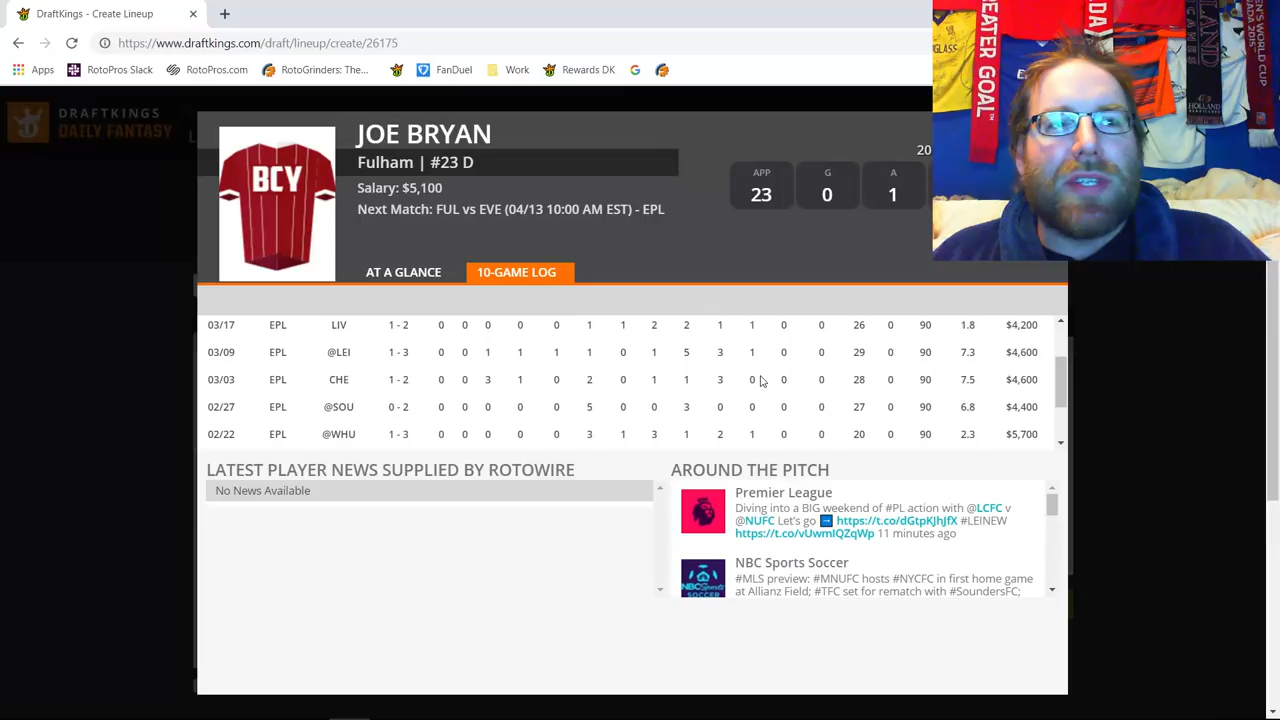 DraftKings - Create Lineup
https://www.draftkings.com/draft/lineup/create/26175
Apps RotoPros Slack RotoPros.com RotoGrinders: The... FanDuel Work Rewards DK
DRAFTKINGS
DAILY FANTASY
BCY
JOE BRYAN
Fulham | #23 D
Salary: $5,100
Next Match: FUL vs EVE (04/13 10:00 AM EST) - EPL
20
APP G A
23 0 1
AT A GLANCE 10-GAME LOG
03/17 EPL LIV 1 - 2 0 0 0 0 0 1 1 2 2 1 1 0 0 26 0 90 1.8 $4,200
03/09 EPL @LEI 1 - 3 0 0 1 1 1 1 0 1 5 3 1 0 0 29 0 90 7.3 $4,600
03/03 EPL CHE 1 - 2 0 0 3 1 0 2 0 1 1 3 0 0 0 28 0 90 7.5 $4,600
02/27 EPL @SOU 0 - 2 0 0 0 0 0 5 0 0 3 0 0 0 0 27 0 90 6.8 $4,400
02/22 EPL @WHU 1 - 3 0 0 0 0 0 3 1 3 1 2 1 0 0 20 0 90 2.3 $5,700
LATEST PLAYER NEWS SUPPLIED BY ROTOWIRE
No News Available
AROUND THE PITCH
Premier League
Diving into a BIG weekend of #PL action with @LCFC v
@NUFC Let's go https://t.co/dGtpKJhJfX #LEINEW
https://t.co/vUwmIQZqWp 11 minutes ago
NBC Sports Soccer
#MLS preview: #MNUFC hosts #NYCFC in first home game
at Allianz Field; #TFC set for rematch with #SoundersFC;
EATER GOAL
HOLLAND
WORLD CUP
CANADA 2015